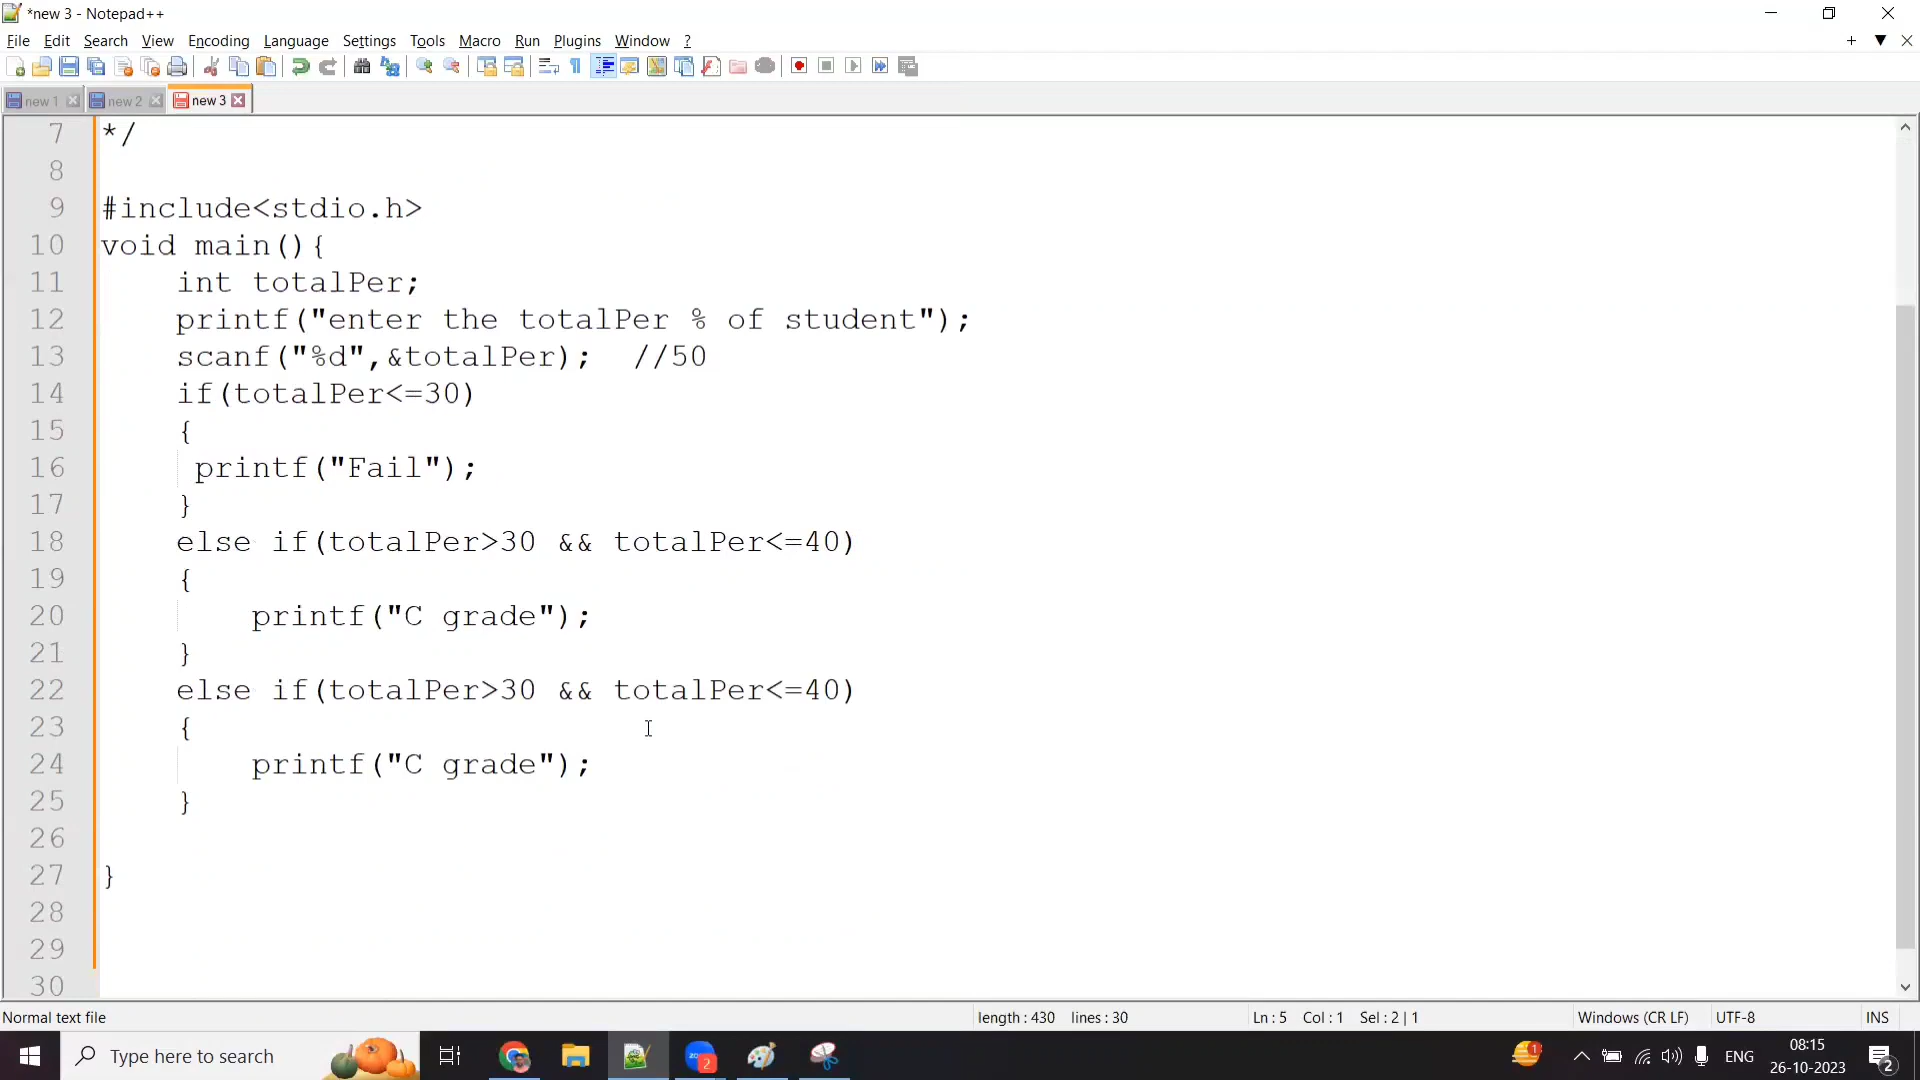 *new 3 - Notepad++
File Edit Search View Encoding Language Settings Tools Macro Run Plugins Window ?
new 1 new 2 new 3
7 */
8
9 #include<stdio.h>
10 void main(){
11 int totalPer;
12 printf("enter the totalPer % of student");
13 scanf("%d",&totalPer); //50
14 if(totalPer<=30)
15 {
16 printf("Fail");
17 }
18 else if(totalPer>30 && totalPer<=40)
19 {
20 printf("C grade");
21 }
22 else if(totalPer>30 && totalPer<=40)
23 {
24 printf("C grade");
25 }
26
27 }
28
29
30
Normal text file length : 430 lines : 30 Ln : 5 Col : 1 Sel : 2 | 1 Windows (CR LF) UTF-8 INS
Type here to search 2 1 ENG 08:15 2
26-10-2023